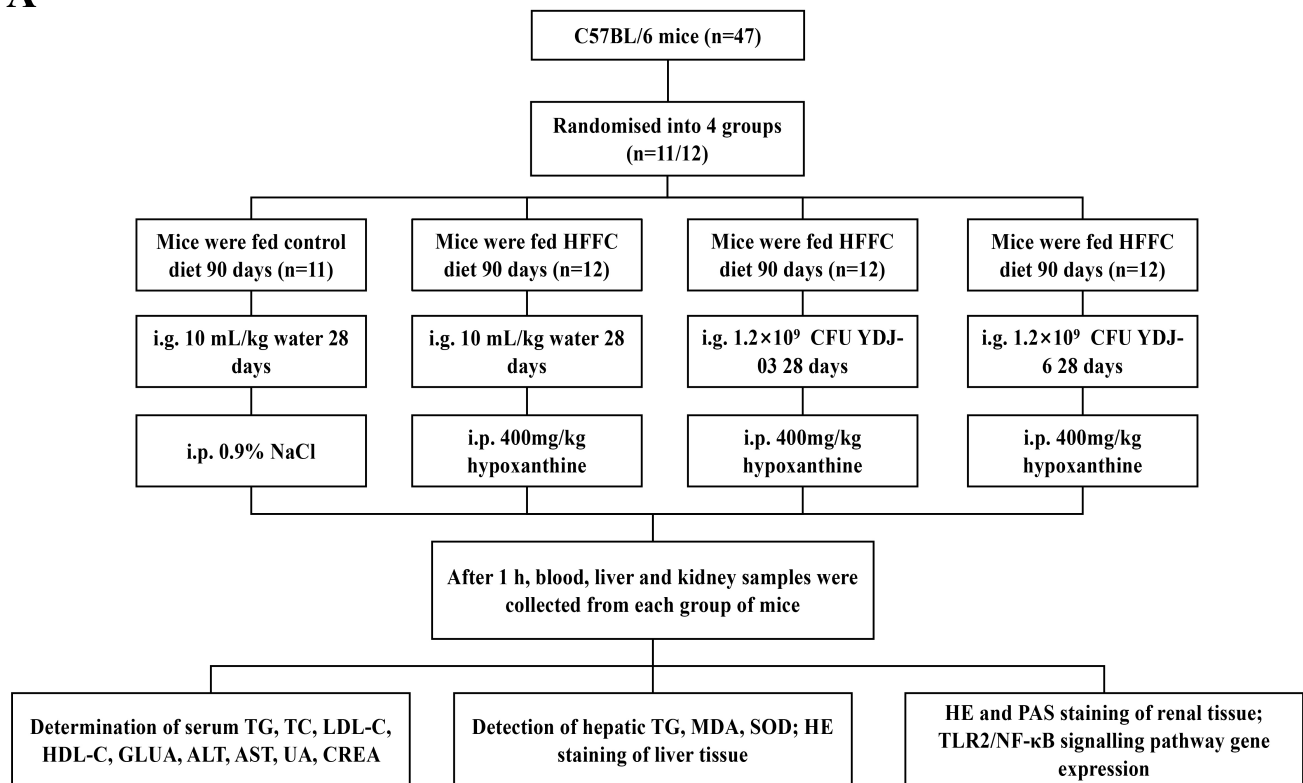 A
C57BL/6 mice (n=47)
Randomised into 4 groups
(n=11/12)
Mice were fed control
diet 90 days (n=11)
Mice were fed HFFC
diet 90 days (n=12)
Mice were fed HFFC
diet 90 days (n=12)
Mice were fed HFFC
diet 90 days (n=12)
i.g. 10 mL/kg water 28
days
i.g. 10 mL/kg water 28
days
i.g. 1.2×10⁹ CFU YDJ-
03 28 days
i.g. 1.2×10⁹ CFU YDJ-
6 28 days
i.p. 0.9% NaCl
i.p. 400mg/kg
hypoxanthine
i.p. 400mg/kg
hypoxanthine
i.p. 400mg/kg
hypoxanthine
After 1 h, blood, liver and kidney samples were
collected from each group of mice
Determination of serum TG, TC, LDL-C,
HDL-C, GLUA, ALT, AST, UA, CREA
Detection of hepatic TG, MDA, SOD; HE
staining of liver tissue
HE and PAS staining of renal tissue;
TLR2/NF-κB signalling pathway gene
expression